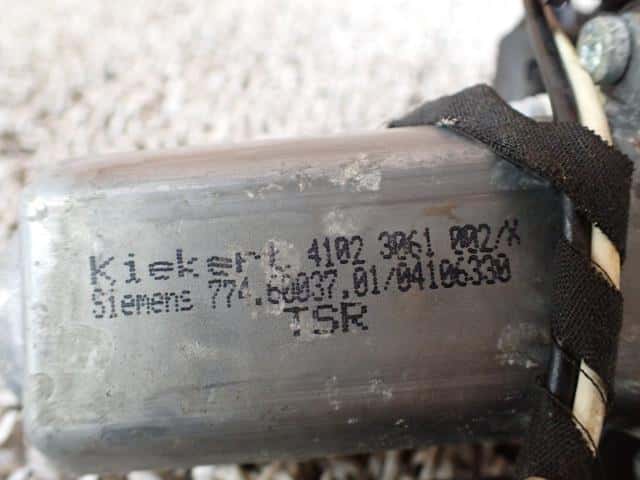 Kiekert 4102 3061 002/X
Siemens 774.60037.01/04106330
TSR